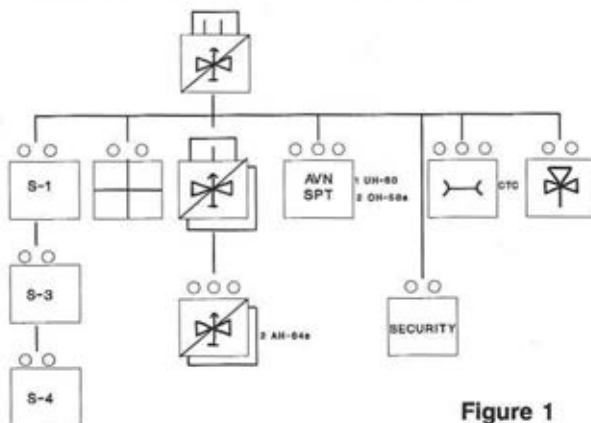 S-1
AVN
SPT
1 UH-60
2 OH-58s
CTC
S-3
2 AH-64s
SECURITY
S-4
Figure 1